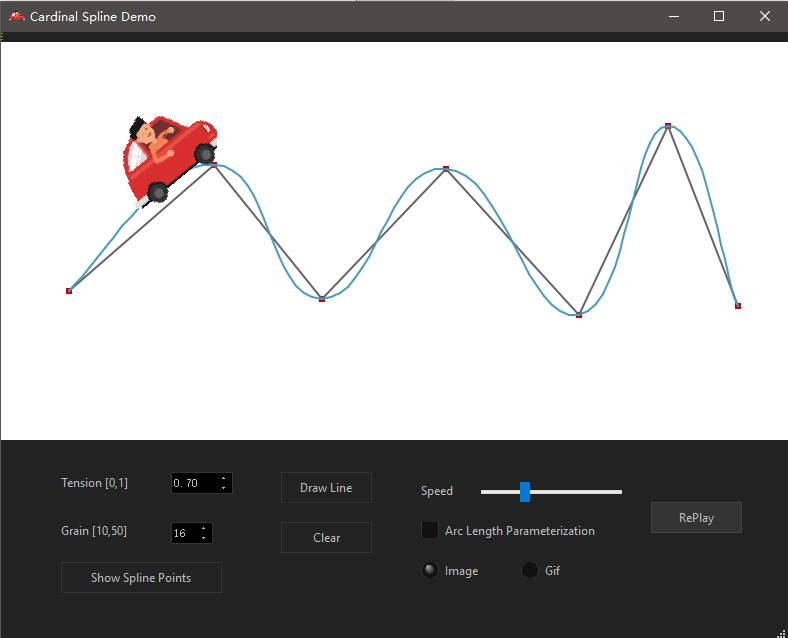 Cardinal Spline Demo
Tension [0,1]
0.70
Draw Line
Speed
Grain [10,50]
16
Clear
Arc Length Parameterization
RePlay
Show Spline Points
Image
Gif